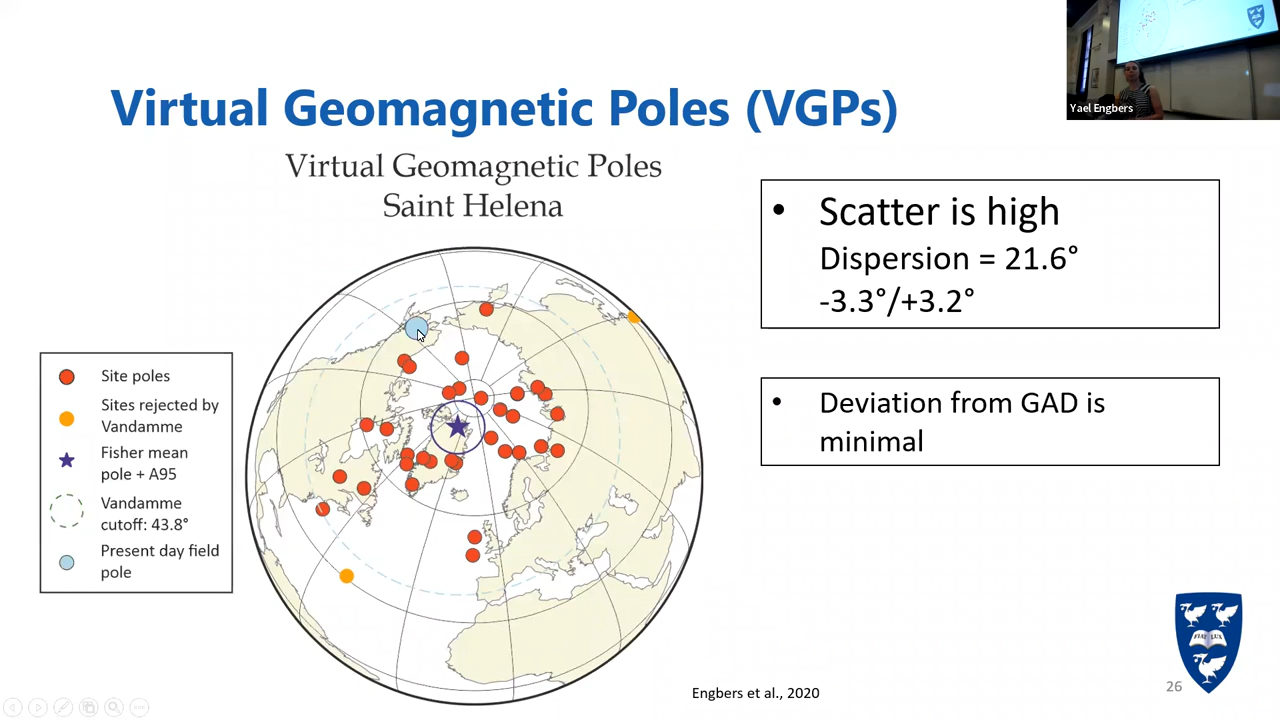 Yael Engbers
Virtual Geomagnetic Poles (VGPs)
Virtual Geomagnetic Poles
Saint Helena
Site poles
Sites rejected by
Vandamme
Fisher mean
pole + A95
Vandamme
cutoff: 43.8°
Present day field
pole
• Scatter is high
Dispersion = 21.6°
-3.3°/+3.2°
• Deviation from GAD is
minimal
Engbers et al., 2020
26
FIAT LUX